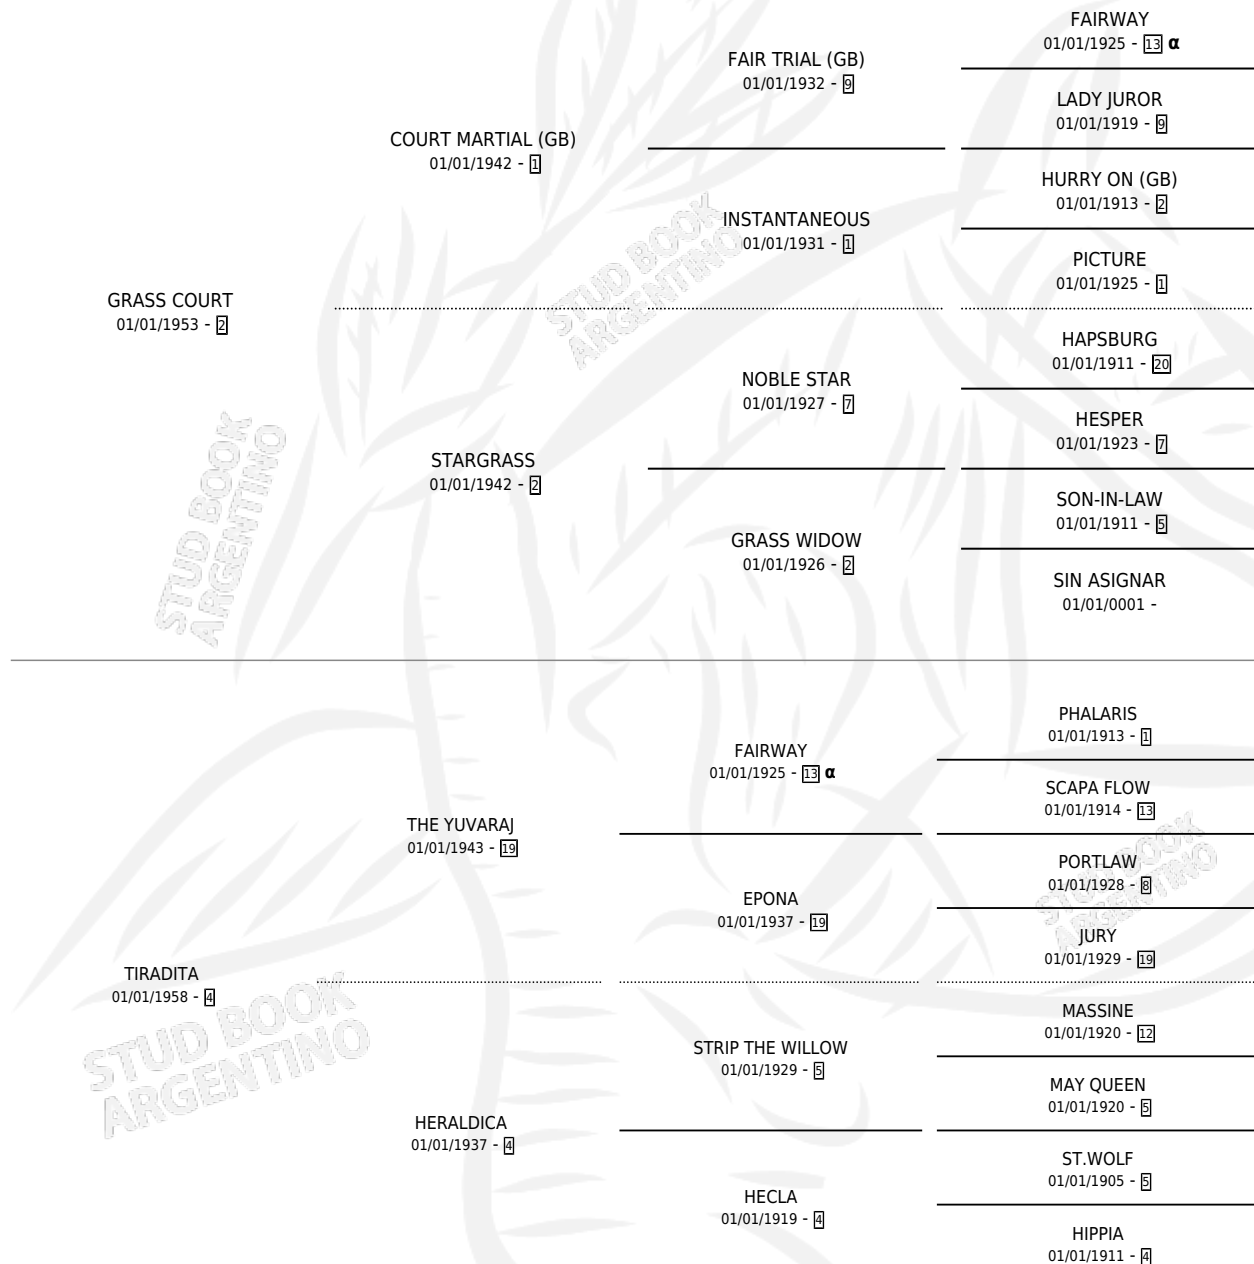 FAIRWAY
01/01/1925 - 13 α
FAIR TRIAL (GB)
01/01/1932 - 9
LADY JUROR
01/01/1919 - 9
COURT MARTIAL (GB)
01/01/1942 - 1
HURRY ON (GB)
01/01/1913 - 2
INSTANTANEOUS
01/01/1931 - 1
PICTURE
01/01/1925 - 1
GRASS COURT
01/01/1953 - 2
HAPSBURG
01/01/1911 - 20
NOBLE STAR
01/01/1927 - 7
HESPER
01/01/1923 - 7
STARGRASS
01/01/1942 - 2
SON-IN-LAW
01/01/1911 - 5
GRASS WIDOW
01/01/1926 - 2
SIN ASIGNAR
01/01/0001 -
PHALARIS
01/01/1913 - 1
FAIRWAY
01/01/1925 - 13 α
SCAPA FLOW
01/01/1914 - 13
THE YUVARAJ
01/01/1943 - 19
PORTLAW
01/01/1928 - 8
EPONA
01/01/1937 - 19
JURY
01/01/1929 - 19
TIRADITA
01/01/1958 - 4
MASSINE
01/01/1920 - 12
STRIP THE WILLOW
01/01/1929 - 5
MAY QUEEN
01/01/1920 - 5
HERALDICA
01/01/1937 - 4
ST.WOLF
01/01/1905 - 5
HECLA
01/01/1919 - 4
HIPPIA
01/01/1911 - 4
STUD BOOK
ARGENTINO
STUD BOOK
ARGENTINO
STUD BOOK
ARGENTINO
STUD BOOK
ARGENTINO